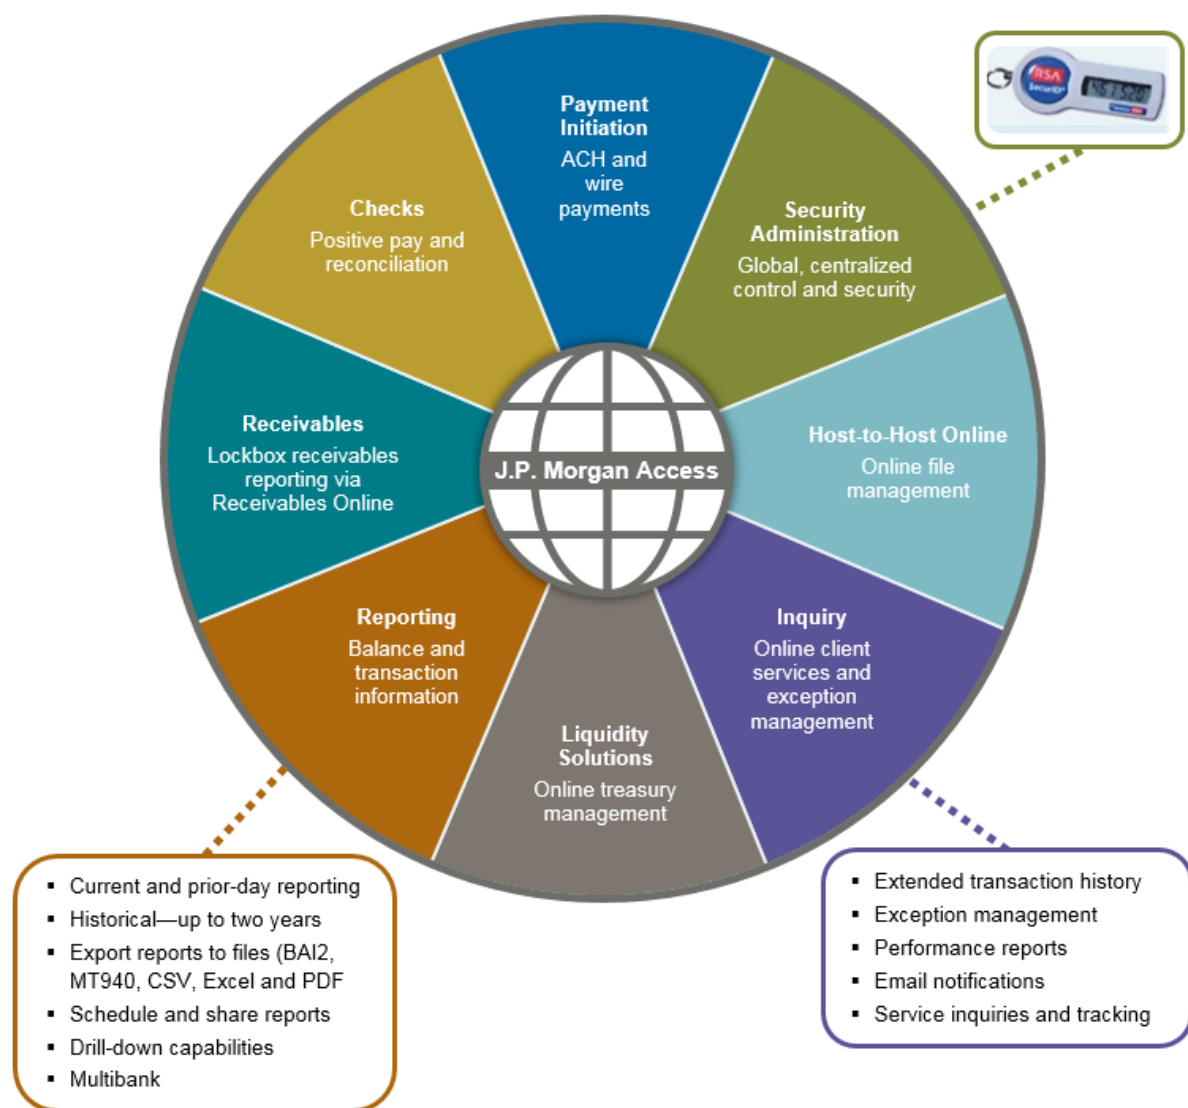 Payment
Initiation
ACH and
wire
payments
RSA
SecurID
Security
Administration
Global, centralized
control and security
Host-to-Host Online
Online file
management
Inquiry
Online client
services and
exception
management
Liquidity
Solutions
Online treasury
management
Reporting
Balance and
transaction
information
Receivables
Lockbox receivables
reporting via
Receivables Online
Checks
Positive pay and
reconciliation
J.P. Morgan Access
▪ Current and prior-day reporting
▪ Historical—up to two years
▪ Export reports to files (BAI2,
MT940, CSV, Excel and PDF
▪ Schedule and share reports
▪ Drill-down capabilities
▪ Multibank
▪ Extended transaction history
▪ Exception management
▪ Performance reports
▪ Email notifications
▪ Service inquiries and tracking